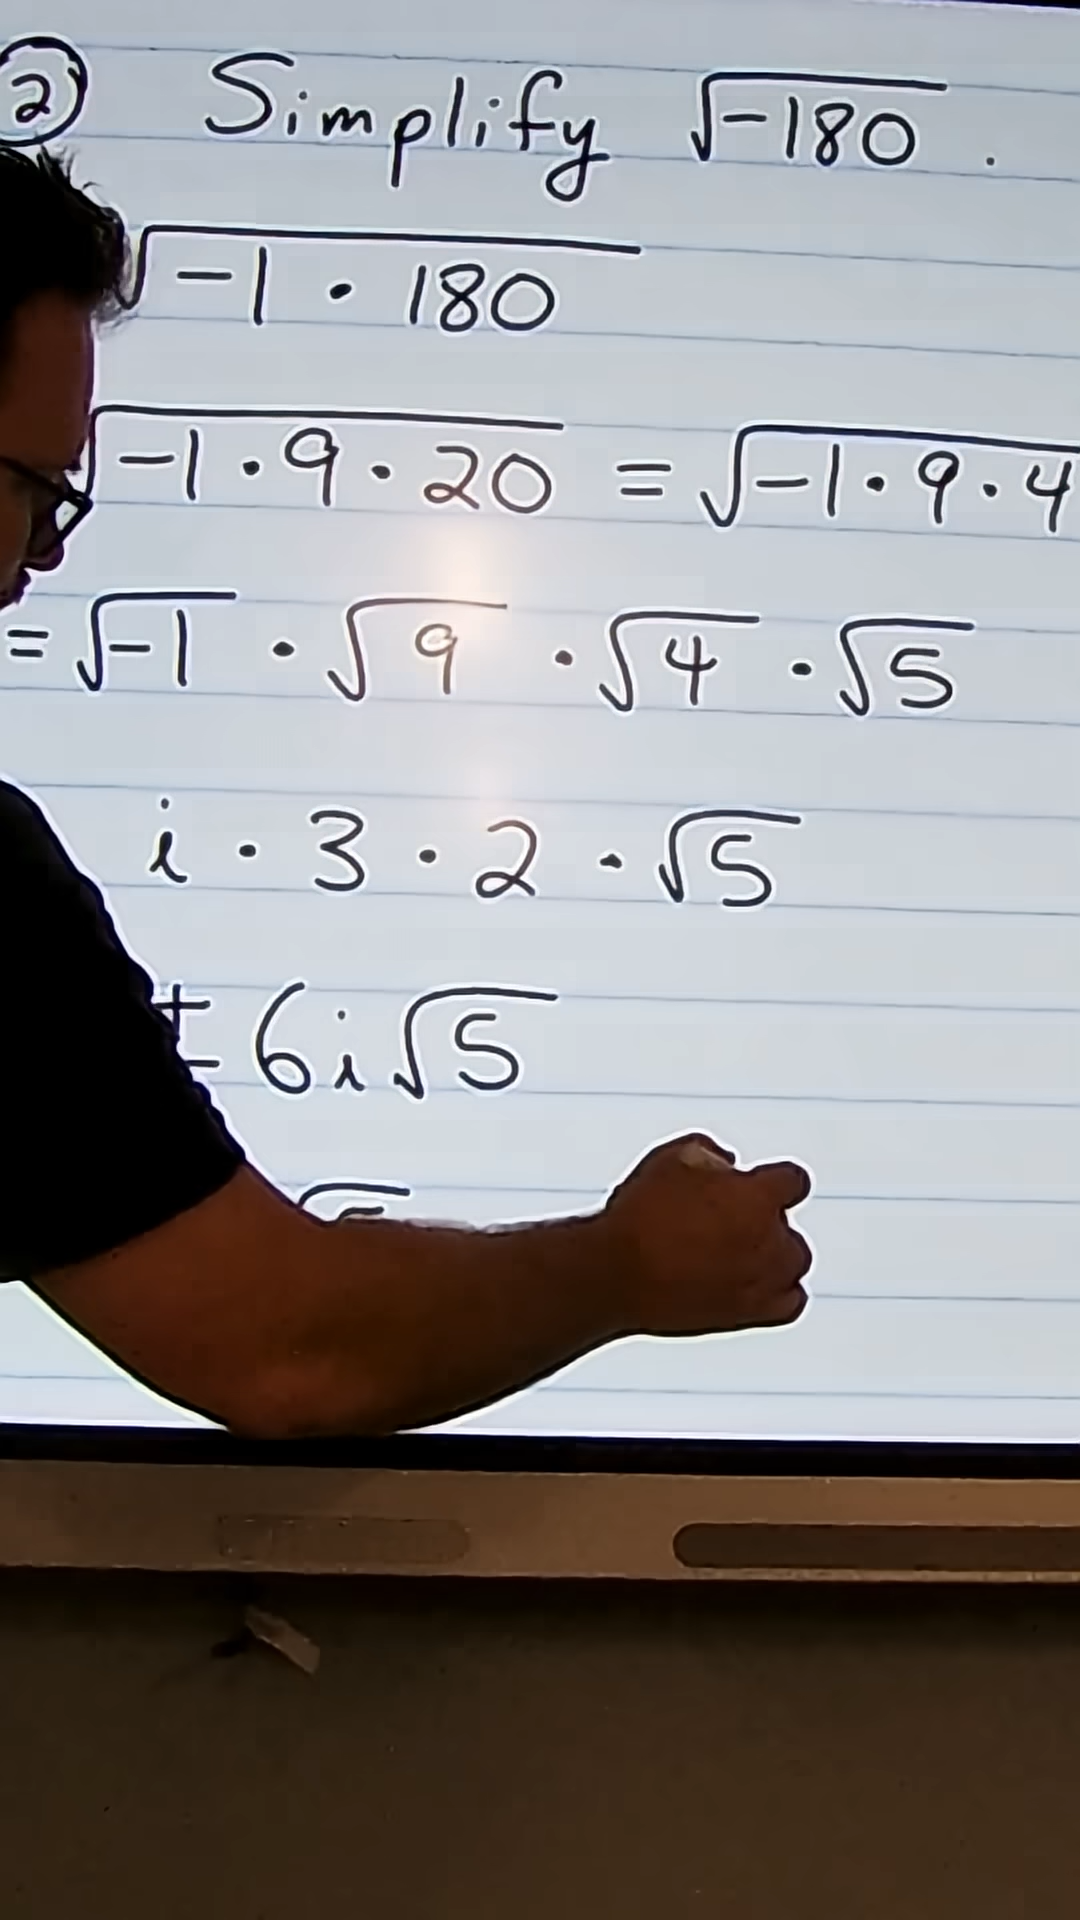 2 Simplify √-180 .
√-1 · 180
√-1 · 9 · 20 = √-1 · 9 · 4
= √-1 · √9 · √4 · √5
i · 3 · 2 · √5
± 6i√5